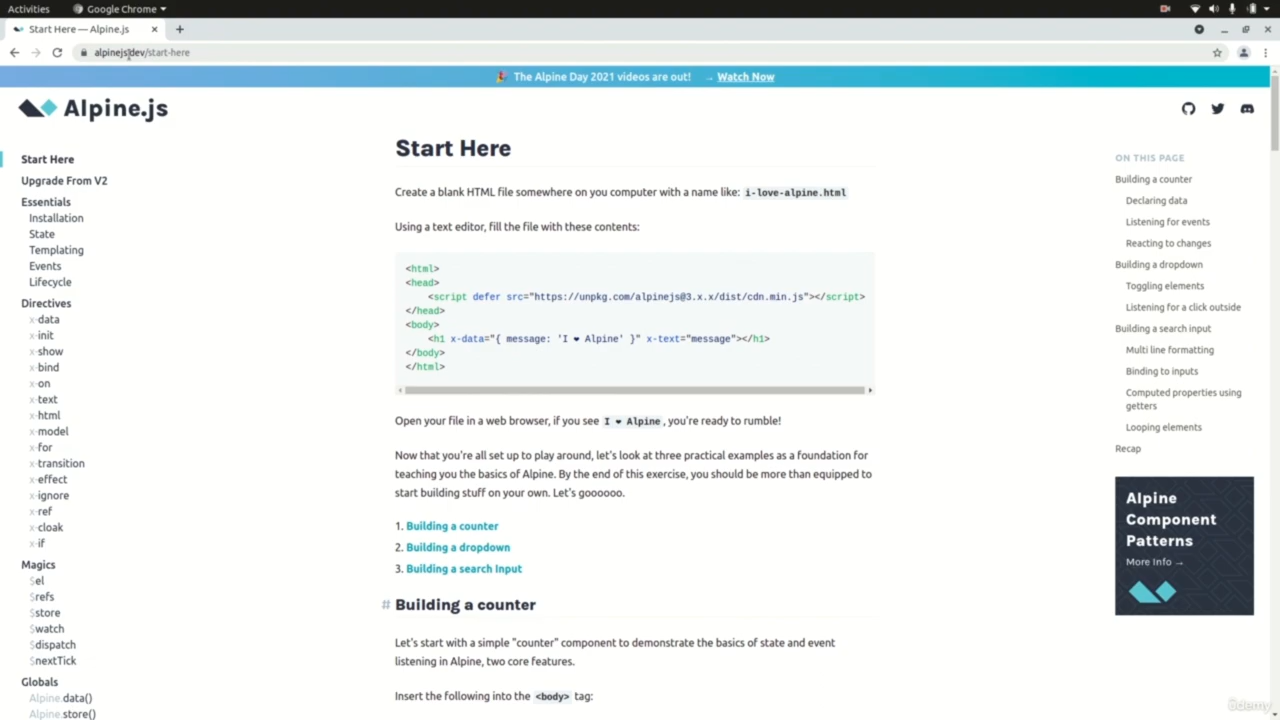 Activities
Google Chrome
Start Here — Alpine.js
alpinejs.dev/start-here
🎉 The Alpine Day 2021 videos are out! → Watch Now
Alpine.js
Start Here
Upgrade From V2
Essentials
Installation
State
Templating
Events
Lifecycle
Directives
x-data
x-init
x-show
x-bind
x-on
x-text
x-html
x-model
x-for
x-transition
x-effect
x-ignore
x-ref
x-cloak
x-if
Magics
$el
$refs
$store
$watch
$dispatch
$nextTick
Globals
Alpine.data()
Alpine.store()
Start Here
Create a blank HTML file somewhere on you computer with a name like: i-love-alpine.html
Using a text editor, fill the file with these contents:
<html>
<head>
<script defer src="https://unpkg.com/alpinejs@3.x.x/dist/cdn.min.js"></script>
</head>
<body>
<h1 x-data="{ message: 'I ❤ Alpine' }" x-text="message"></h1>
</body>
</html>
Open your file in a web browser, if you see I ❤ Alpine, you're ready to rumble!
Now that you're all set up to play around, let's look at three practical examples as a foundation for
teaching you the basics of Alpine. By the end of this exercise, you should be more than equipped to
start building stuff on your own. Let's goooooo.
1. Building a counter
2. Building a dropdown
3. Building a search Input
# Building a counter
Let's start with a simple "counter" component to demonstrate the basics of state and event
listening in Alpine, two core features.
Insert the following into the <body> tag:
ON THIS PAGE
Building a counter
Declaring data
Listening for events
Reacting to changes
Building a dropdown
Toggling elements
Listening for a click outside
Building a search input
Multi line formatting
Binding to inputs
Computed properties using
getters
Looping elements
Recap
Alpine
Component
Patterns
More Info →
ûdemy